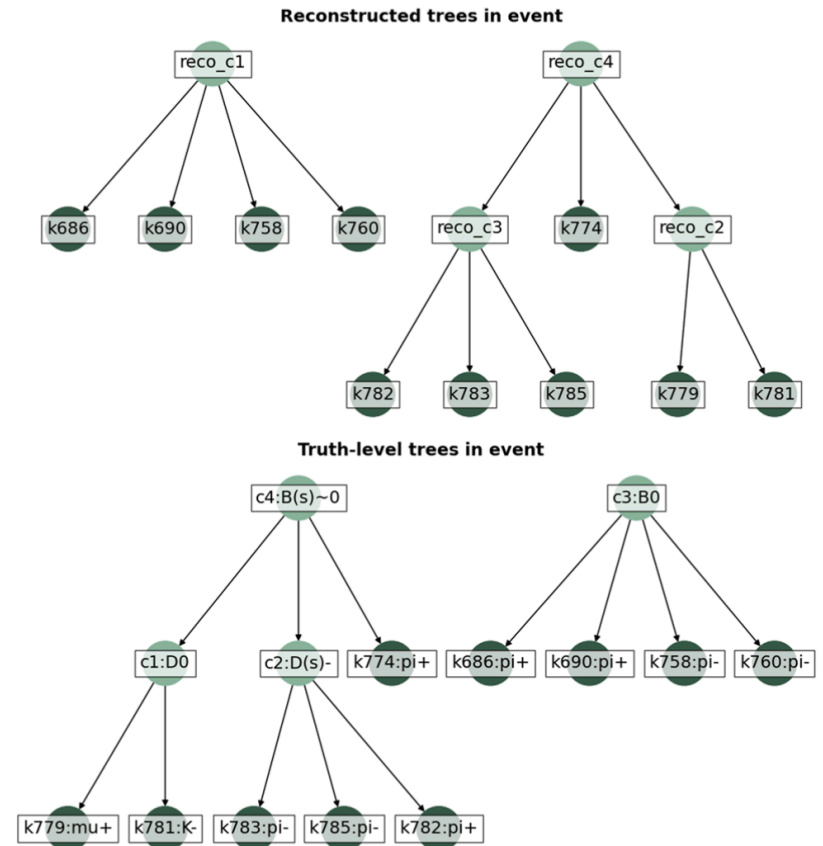 Reconstructed trees in event
reco_c1
reco_c4
k686
k690
k758
k760
reco_c3
k774
reco_c2
k782
k783
k785
k779
k781
Truth-level trees in event
c4:B(s)~0
c3:B0
c1:D0
c2:D(s)-
k774:pi+
k686:pi+
k690:pi+
k758:pi-
k760:pi-
k779:mu+
k781:K-
k783:pi-
k785:pi-
k782:pi+